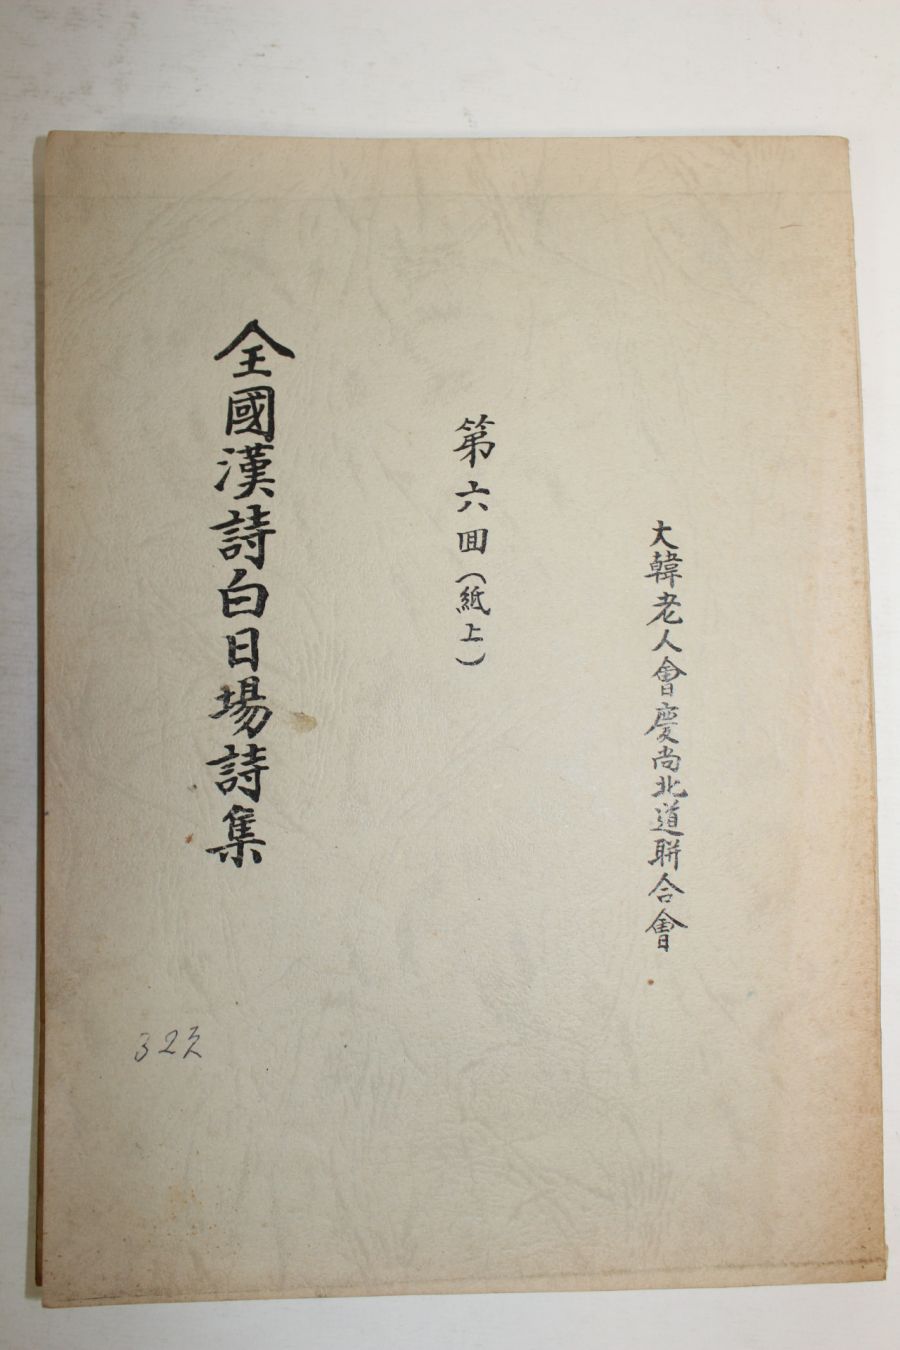 大韓老人會慶尚北道聯合會
第六回(紙上)
全國漢詩白日場詩集